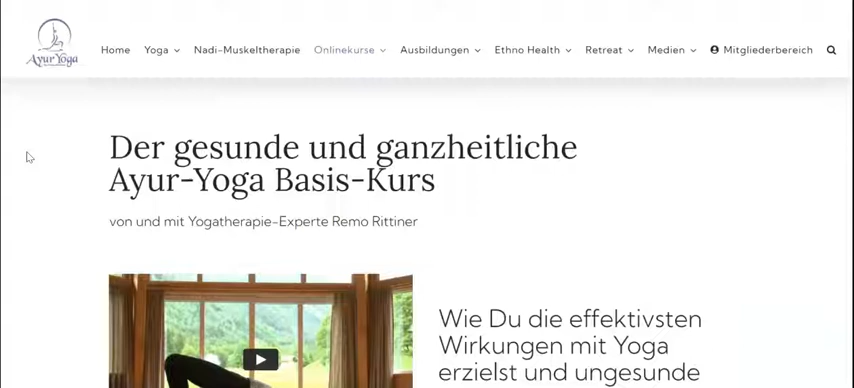 Ayur Yoga
Home Yoga Nadi-Muskeltherapie Onlinekurse Ausbildungen Ethno Health Retreat Medien Mitgliederbereich
Der gesunde und ganzheitliche
Ayur-Yoga Basis-Kurs
von und mit Yogatherapie-Experte Remo Rittiner
Wie Du die effektivsten
Wirkungen mit Yoga
erzielst und ungesunde